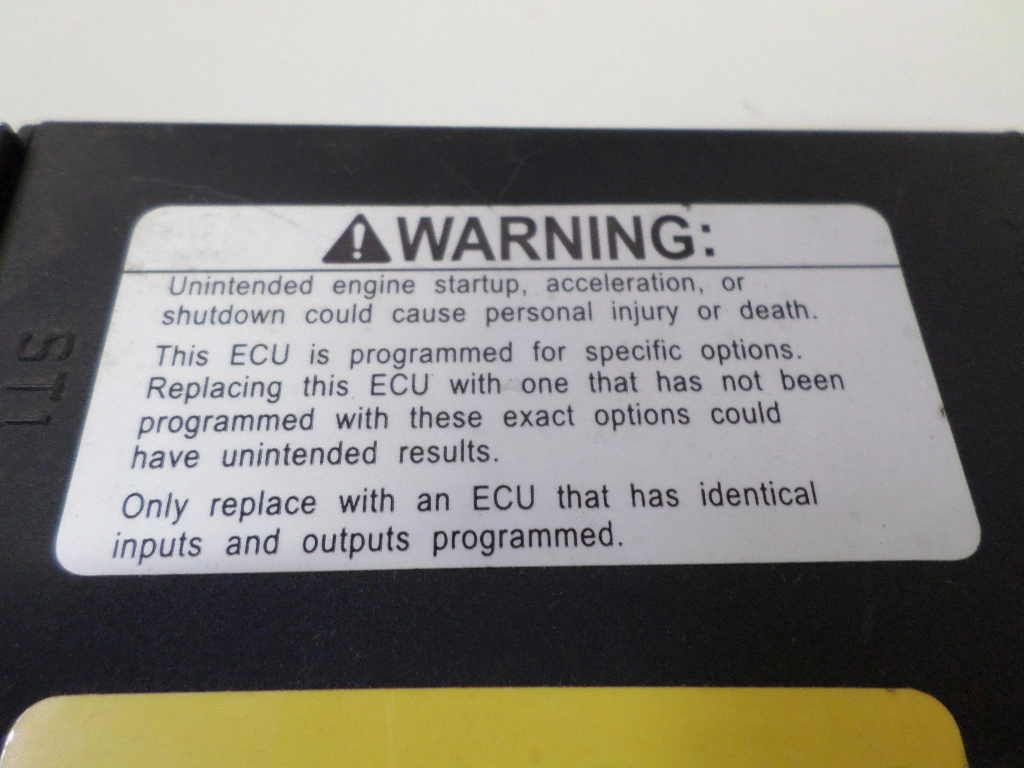 WARNING:
Unintended engine startup, acceleration, or
shutdown could cause personal injury or death.
This ECU is programmed for specific options.
Replacing this ECU with one that has not been
programmed with these exact options could
have unintended results.
Only replace with an ECU that has identical
inputs and outputs programmed.